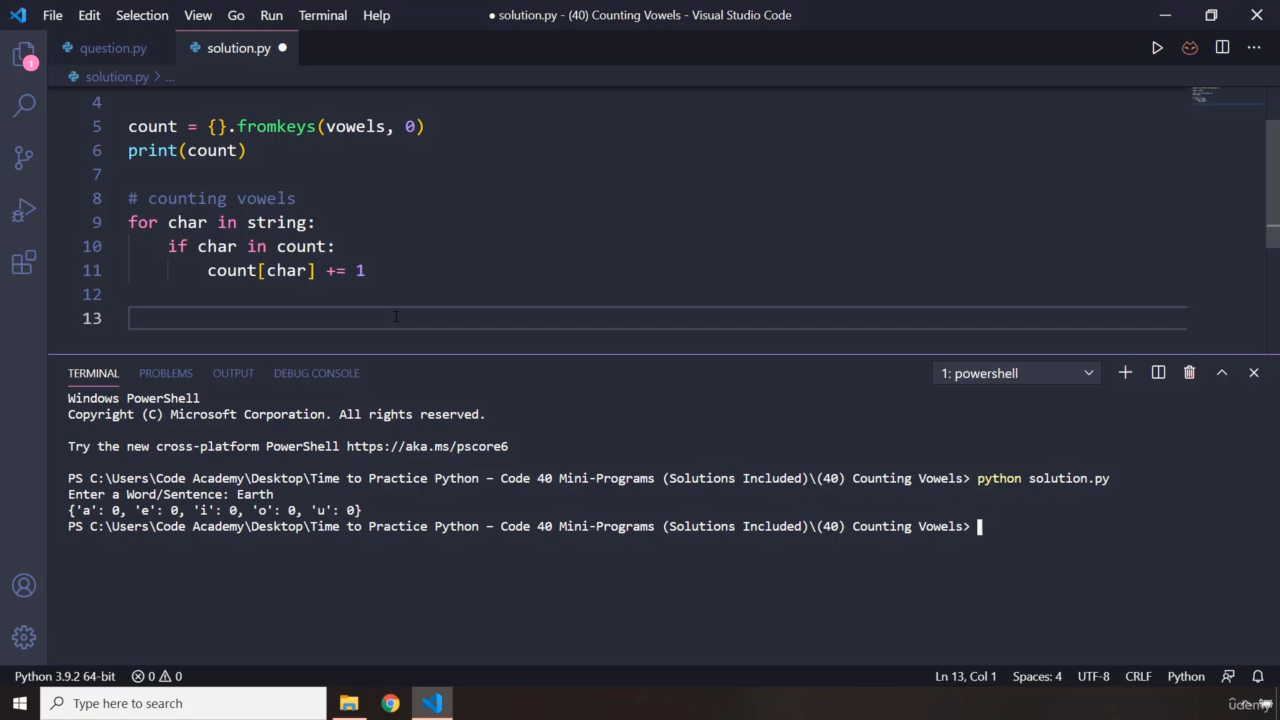 File Edit Selection View Go Run Terminal Help
● solution.py - (40) Counting Vowels - Visual Studio Code
question.py solution.py ●
solution.py > ...
4
5 count = {}.fromkeys(vowels, 0)
6 print(count)
7
8 # counting vowels
9 for char in string:
10 if char in count:
11 count[char] += 1
12
13
TERMINAL PROBLEMS OUTPUT DEBUG CONSOLE 1: powershell
Windows PowerShell
Copyright (C) Microsoft Corporation. All rights reserved.
Try the new cross-platform PowerShell https://aka.ms/pscore6
PS C:\Users\Code Academy\Desktop\Time to Practice Python – Code 40 Mini-Programs (Solutions Included)\(40) Counting Vowels> python solution.py
Enter a Word/Sentence: Earth
{'a': 0, 'e': 0, 'i': 0, 'o': 0, 'u': 0}
PS C:\Users\Code Academy\Desktop\Time to Practice Python – Code 40 Mini-Programs (Solutions Included)\(40) Counting Vowels>
1
Python 3.9.2 64-bit 0 0 Ln 13, Col 1 Spaces: 4 UTF-8 CRLF Python
Type here to search
udemy